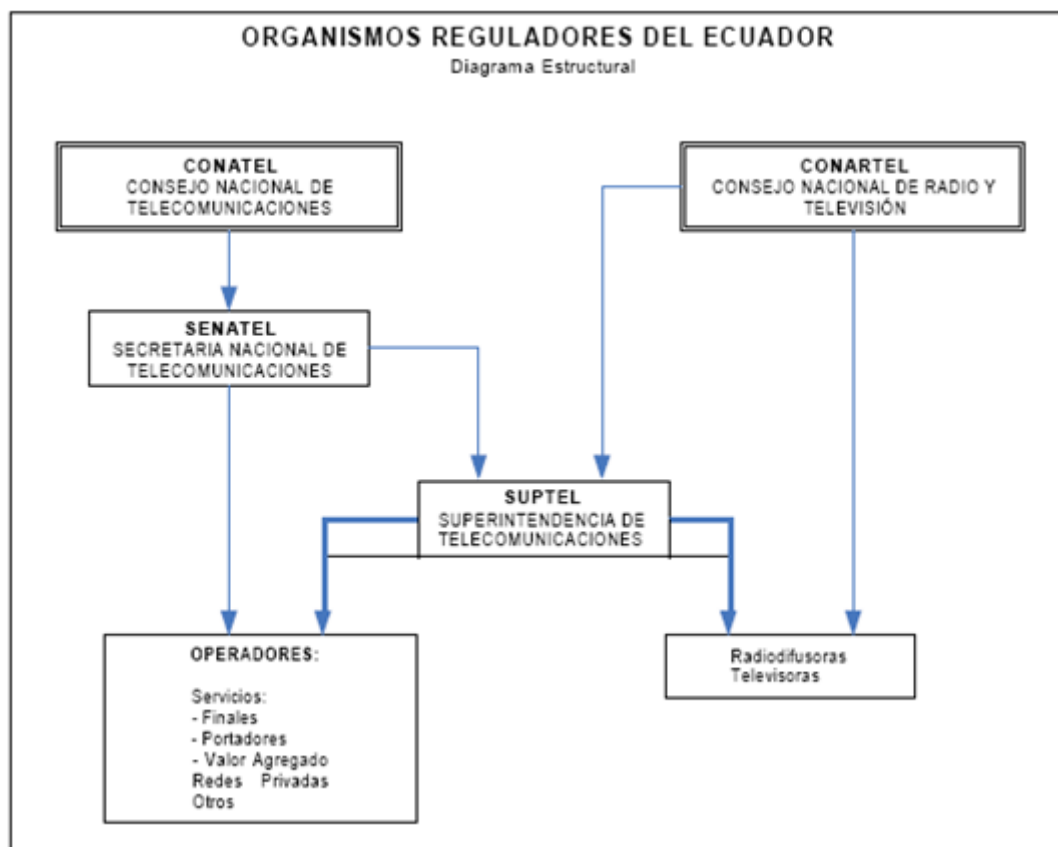 ORGANISMOS REGULADORES DEL ECUADOR
Diagrama Estructural
CONATEL
CONSEJO NACIONAL DE
TELECOMUNICACIONES
CONARTEL
CONSEJO NACIONAL DE RADIO Y
TELEVISIÓN
SENATEL
SECRETARIA NACIONAL DE
TELECOMUNICACIONES
SUPTEL
SUPERINTENDENCIA DE
TELECOMUNICACIONES
OPERADORES:
Servicios:
- Finales
- Portadores
- Valor Agregado
Redes Privadas
Otros
Radiodifusoras
Televisoras